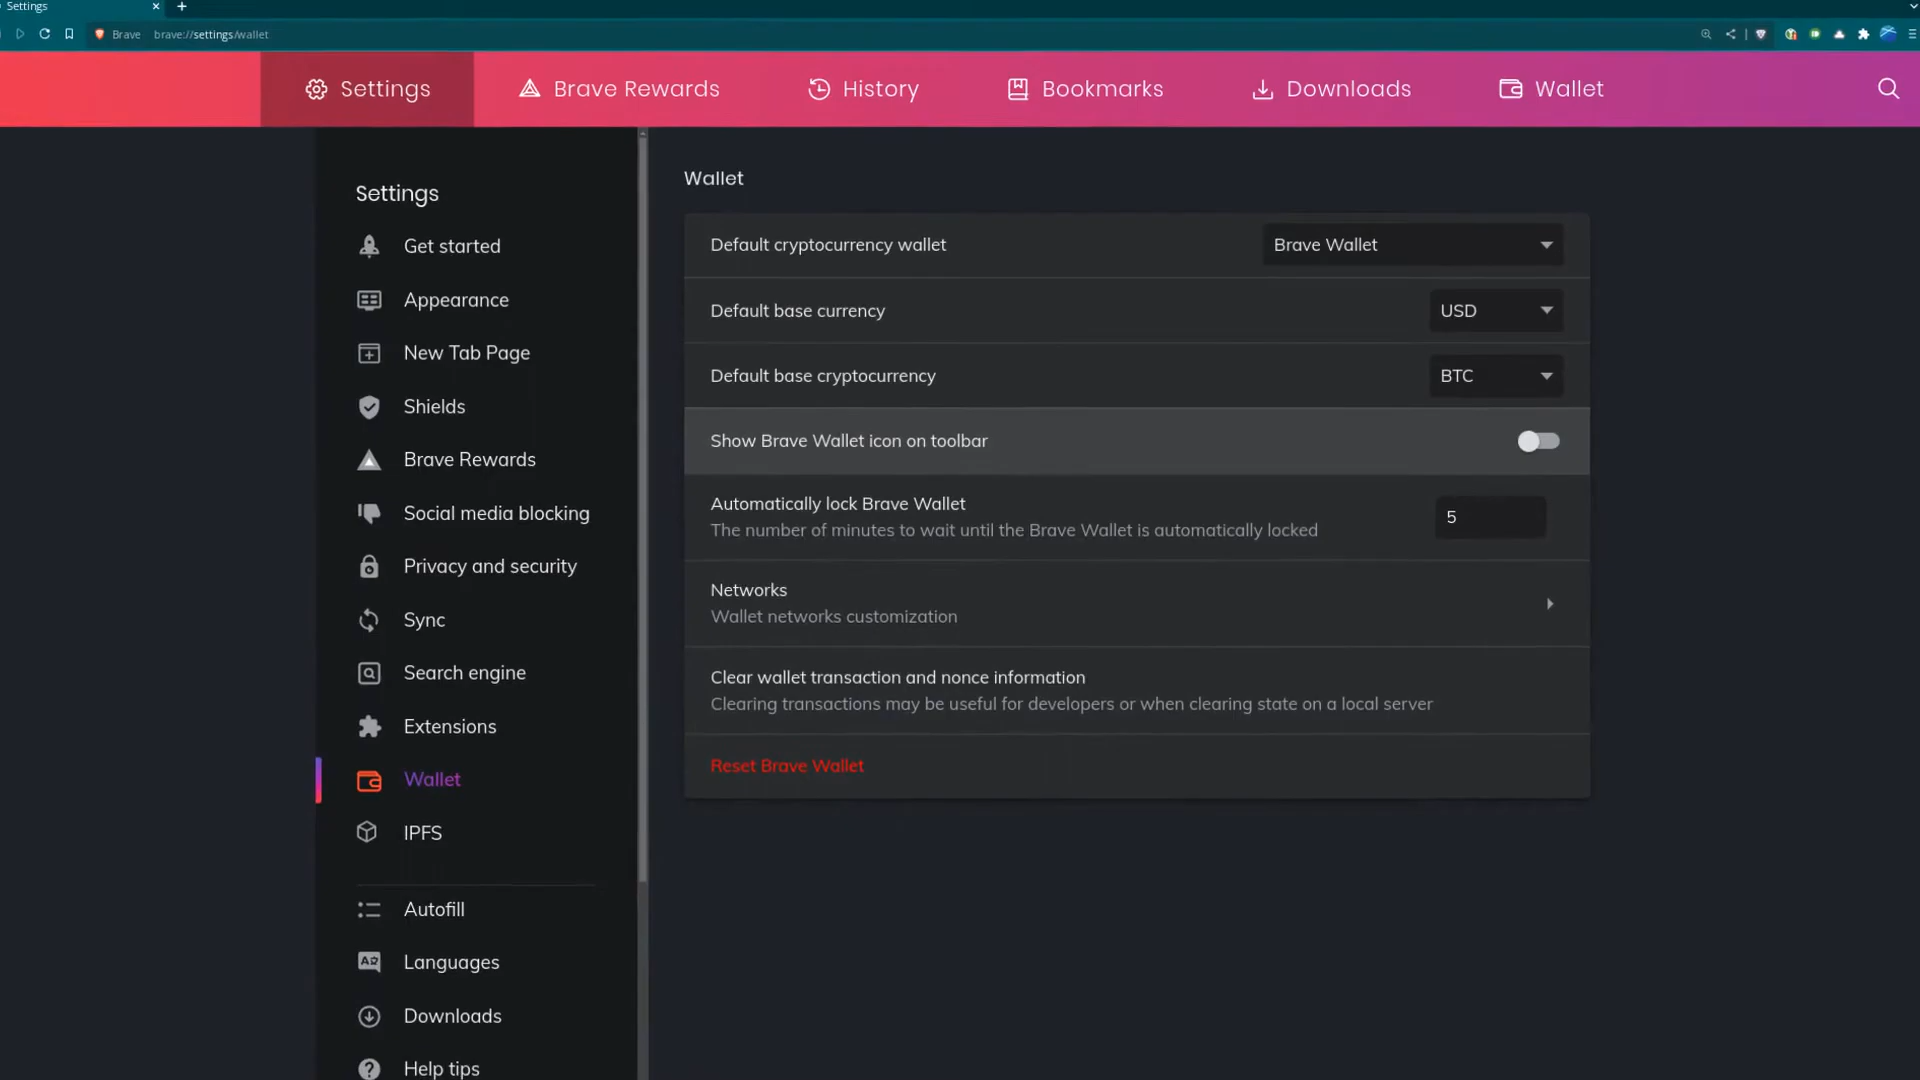 Settings
Brave brave://settings/wallet
Settings
Brave Rewards
History
Bookmarks
Downloads
Wallet
Settings
Get started
Appearance
New Tab Page
Shields
Brave Rewards
Social media blocking
Privacy and security
Sync
Search engine
Extensions
Wallet
IPFS
Autofill
Languages
Downloads
Help tips
Wallet
Default cryptocurrency wallet
Brave Wallet
Default base currency
USD
Default base cryptocurrency
BTC
Show Brave Wallet icon on toolbar
Automatically lock Brave Wallet
The number of minutes to wait until the Brave Wallet is automatically locked
5
Networks
Wallet networks customization
Clear wallet transaction and nonce information
Clearing transactions may be useful for developers or when clearing state on a local server
Reset Brave Wallet